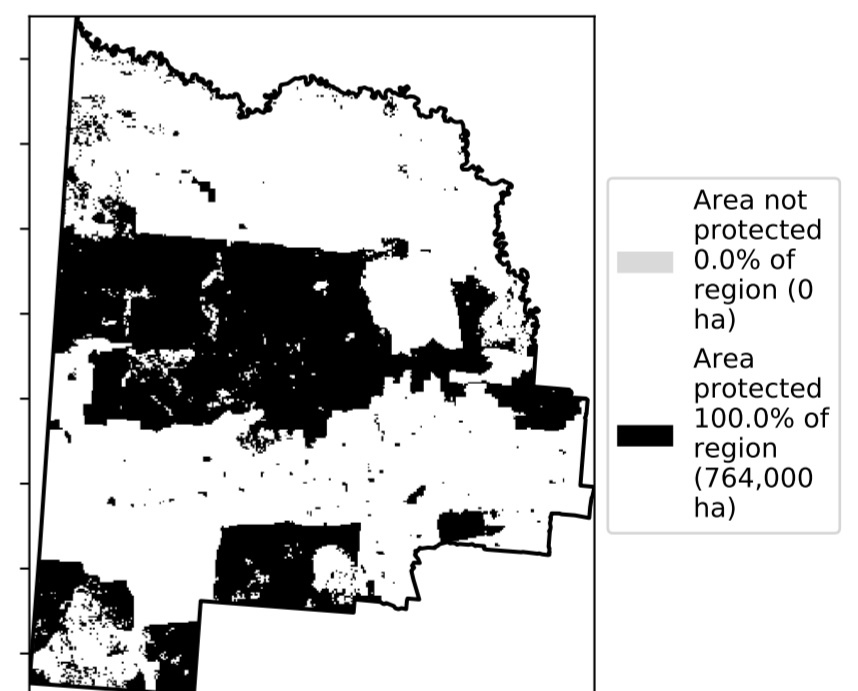 Area not
protected
0.0% of
region (0
ha)
Area
protected
100.0% of
region
(764,000
ha)